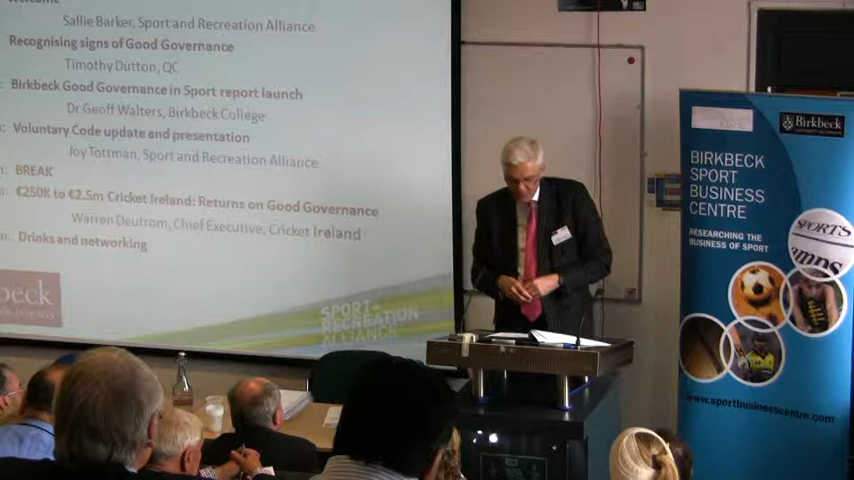 Welcome
Sallie Barker, Sport and Recreation Alliance
Recognising signs of Good Governance
Timothy Dutton, QC
Birkbeck Good Governance in Sport report launch
Dr Geoff Walters, Birkbeck College
Voluntary Code update and presentation
Joy Tottman, Sport and Recreation Alliance
BREAK
€250K to €2.5m Cricket Ireland: Returns on Good Governance
Warren Deutrom, Chief Executive, Cricket Ireland
Drinks and networking
beck
SPORT
RECREATION
ALLIANCE
Birkbeck
BIRKBECK
SPORT
BUSINESS
CENTRE
RESEARCHING THE
BUSINESS OF SPORT
SPORTS
www.sportbusinesscentre.com